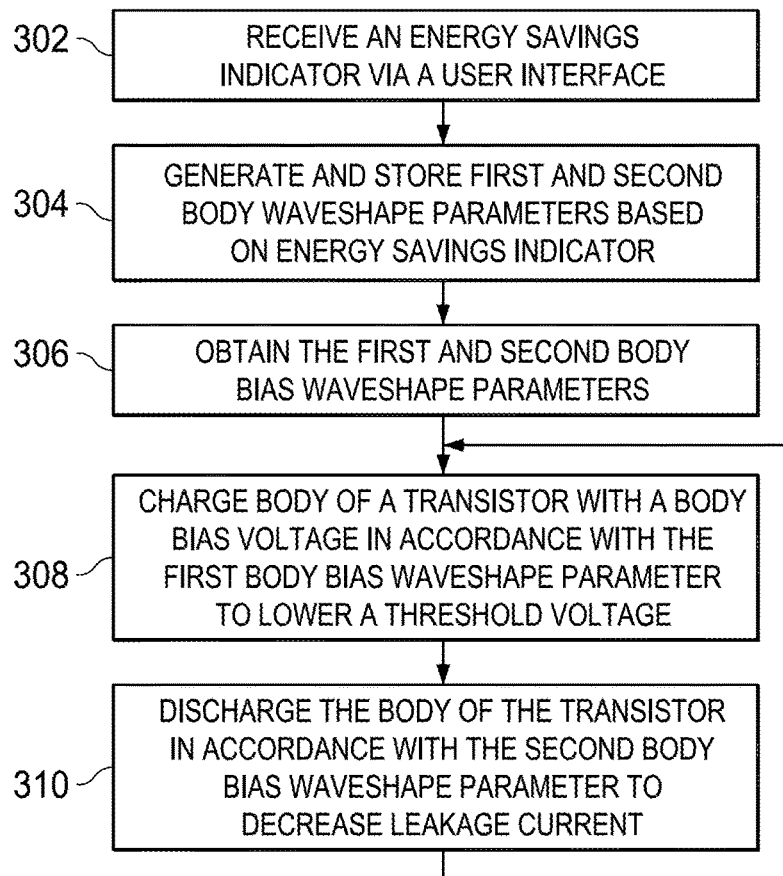 302
RECEIVE AN ENERGY SAVINGS
INDICATOR VIA A USER INTERFACE
304
GENERATE AND STORE FIRST AND SECOND
BODY WAVESHAPE PARAMETERS BASED
ON ENERGY SAVINGS INDICATOR
306
OBTAIN THE FIRST AND SECOND BODY
BIAS WAVESHAPE PARAMETERS
308
CHARGE BODY OF A TRANSISTOR WITH A BODY
BIAS VOLTAGE IN ACCORDANCE WITH THE
FIRST BODY BIAS WAVESHAPE PARAMETER
TO LOWER A THRESHOLD VOLTAGE
310
DISCHARGE THE BODY OF THE TRANSISTOR
IN ACCORDANCE WITH THE SECOND BODY
BIAS WAVESHAPE PARAMETER TO
DECREASE LEAKAGE CURRENT